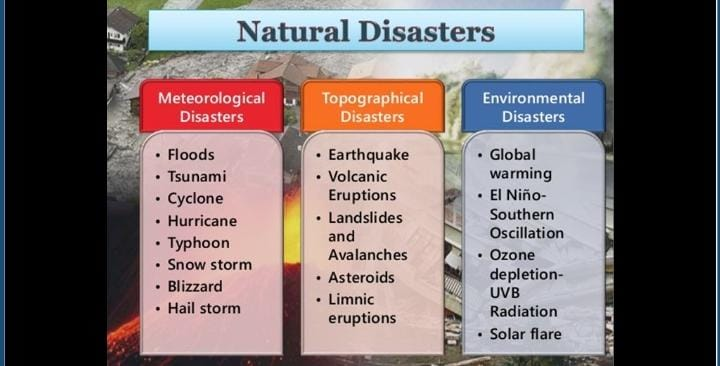 Natural Disasters
Meteorological
Disasters
• Floods
• Tsunami
• Cyclone
• Hurricane
• Typhoon
• Snow storm
• Blizzard
• Hail storm
Topographical
Disasters
• Earthquake
• Volcanic
Eruptions
• Landslides
and
Avalanches
• Asteroids
• Limnic
eruptions
Environmental
Disasters
• Global
warming
• El Niño-
Southern
Oscillation
• Ozone
depletion-
UVB
Radiation
• Solar flare